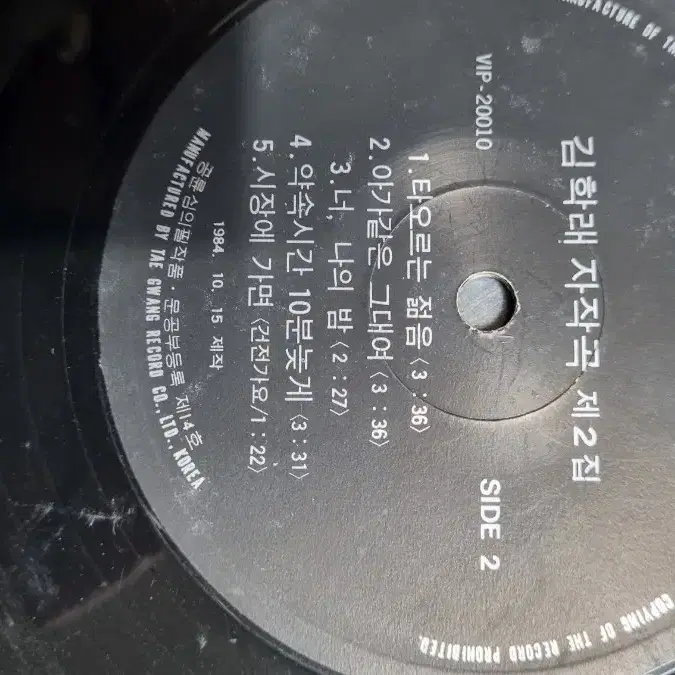 김학래 자작곡 제2집
VIP-20010
SIDE 2
1. 타오르는 젊음 <3:36>
2. 아가같은 그대여 <3:36>
3. 너, 나의 밤 <2:27>
4. 약속시간 10분늦게 <3:31>
5. 시장에 가면 <건전가요/1:22>
1984. 10. 15 제작
공륜심의필작품·문공부등록 제14호
MANUFACTURED BY TAE GWANG RECORD CO., LTD., KOREA
COPYING OF THE RECORD PROHIBITED.